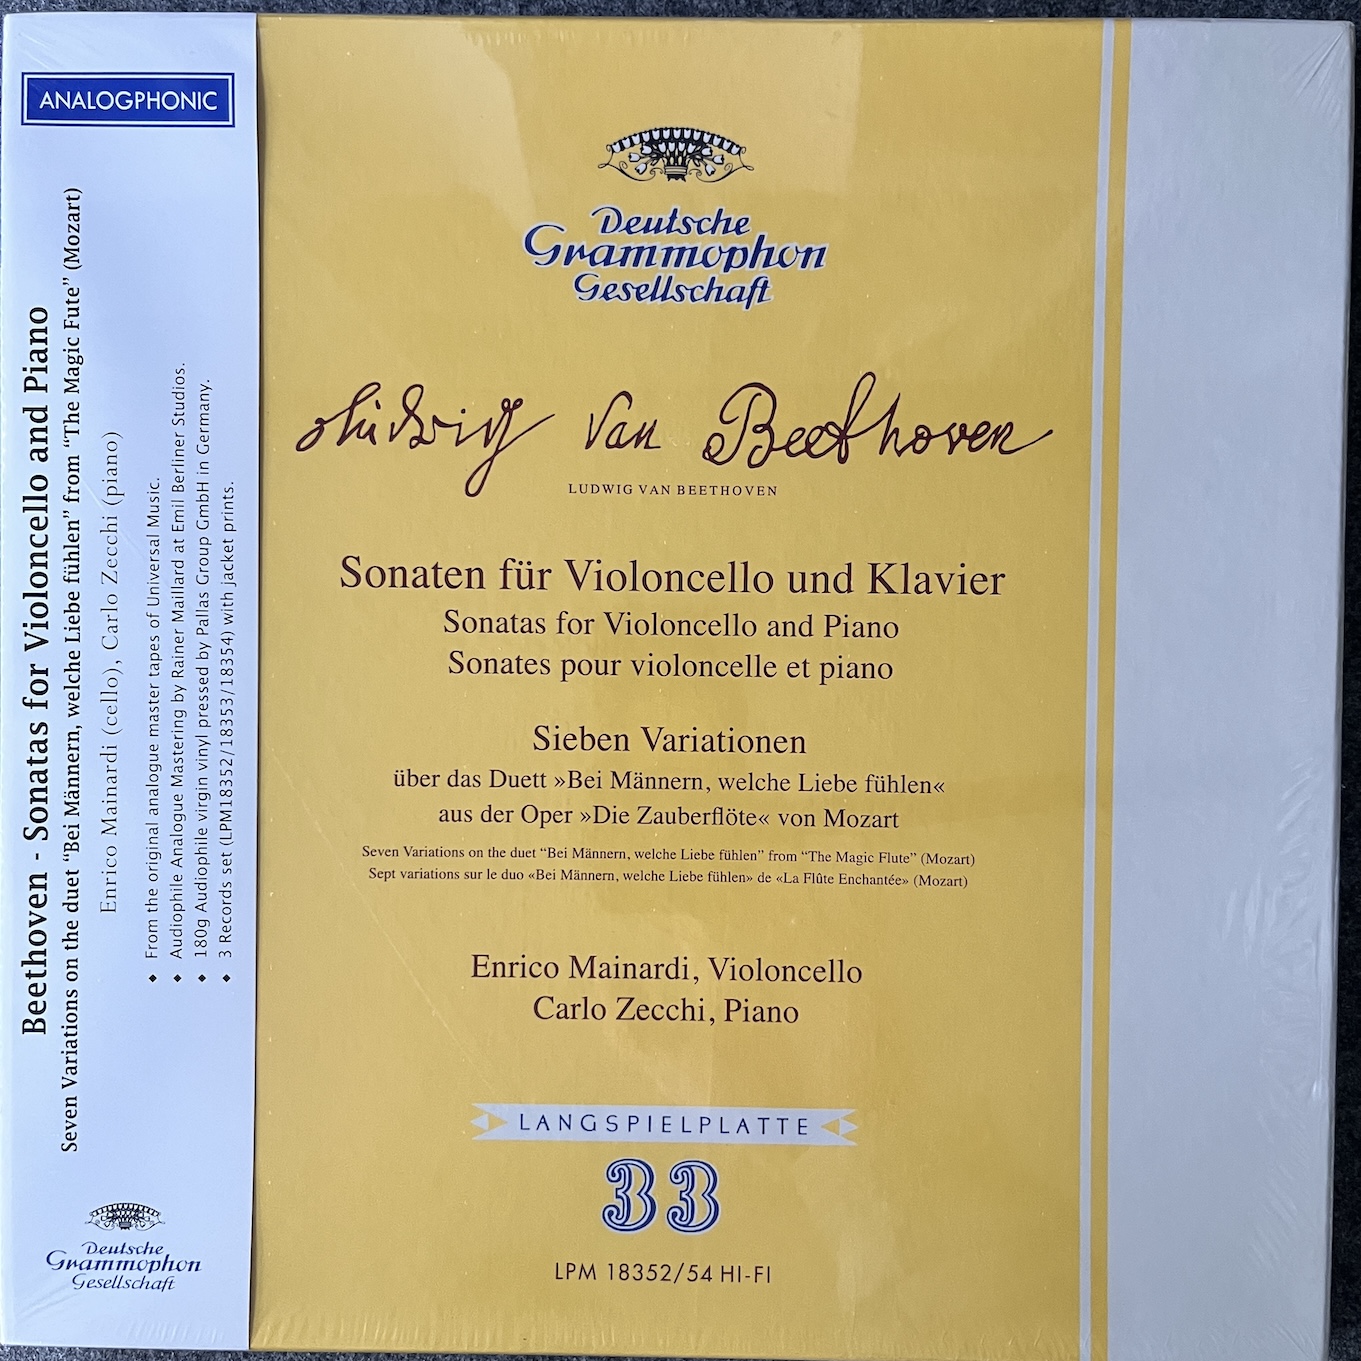 ANALOGPHONIC
Beethoven - Sonatas for Violoncello and Piano
Seven Variations on the duet “Bei Männern, welche Liebe fühlen” from “The Magic Fute” (Mozart)
Enrico Mainardi (cello), Carlo Zecchi (piano)
◆ From the original analogue master tapes of Universal Music.
◆ Audiophile Analogue Mastering by Rainer Maillard at Emil Berliner Studios.
◆ 180g Audiophile virgin vinyl pressed by Pallas Group GmbH in Germany.
◆ 3 Records set (LPM18352/18353/18354) with jacket prints.
Deutsche
Grammophon
Gesellschaft
Deutsche
Grammophon
Gesellschaft
Ludwig van Beethoven
LUDWIG VAN BEETHOVEN
Sonaten für Violoncello und Klavier
Sonatas for Violoncello and Piano
Sonates pour violoncelle et piano
Sieben Variationen
über das Duett »Bei Männern, welche Liebe fühlen«
aus der Oper »Die Zauberflöte« von Mozart
Seven Variations on the duet “Bei Männern, welche Liebe fühlen” from “The Magic Flute” (Mozart)
Sept variations sur le duo «Bei Männern, welche Liebe fühlen» de «La Flûte Enchantée» (Mozart)
Enrico Mainardi, Violoncello
Carlo Zecchi, Piano
LANGSPIELPLATTE
33
LPM 18352/54 HI-FI